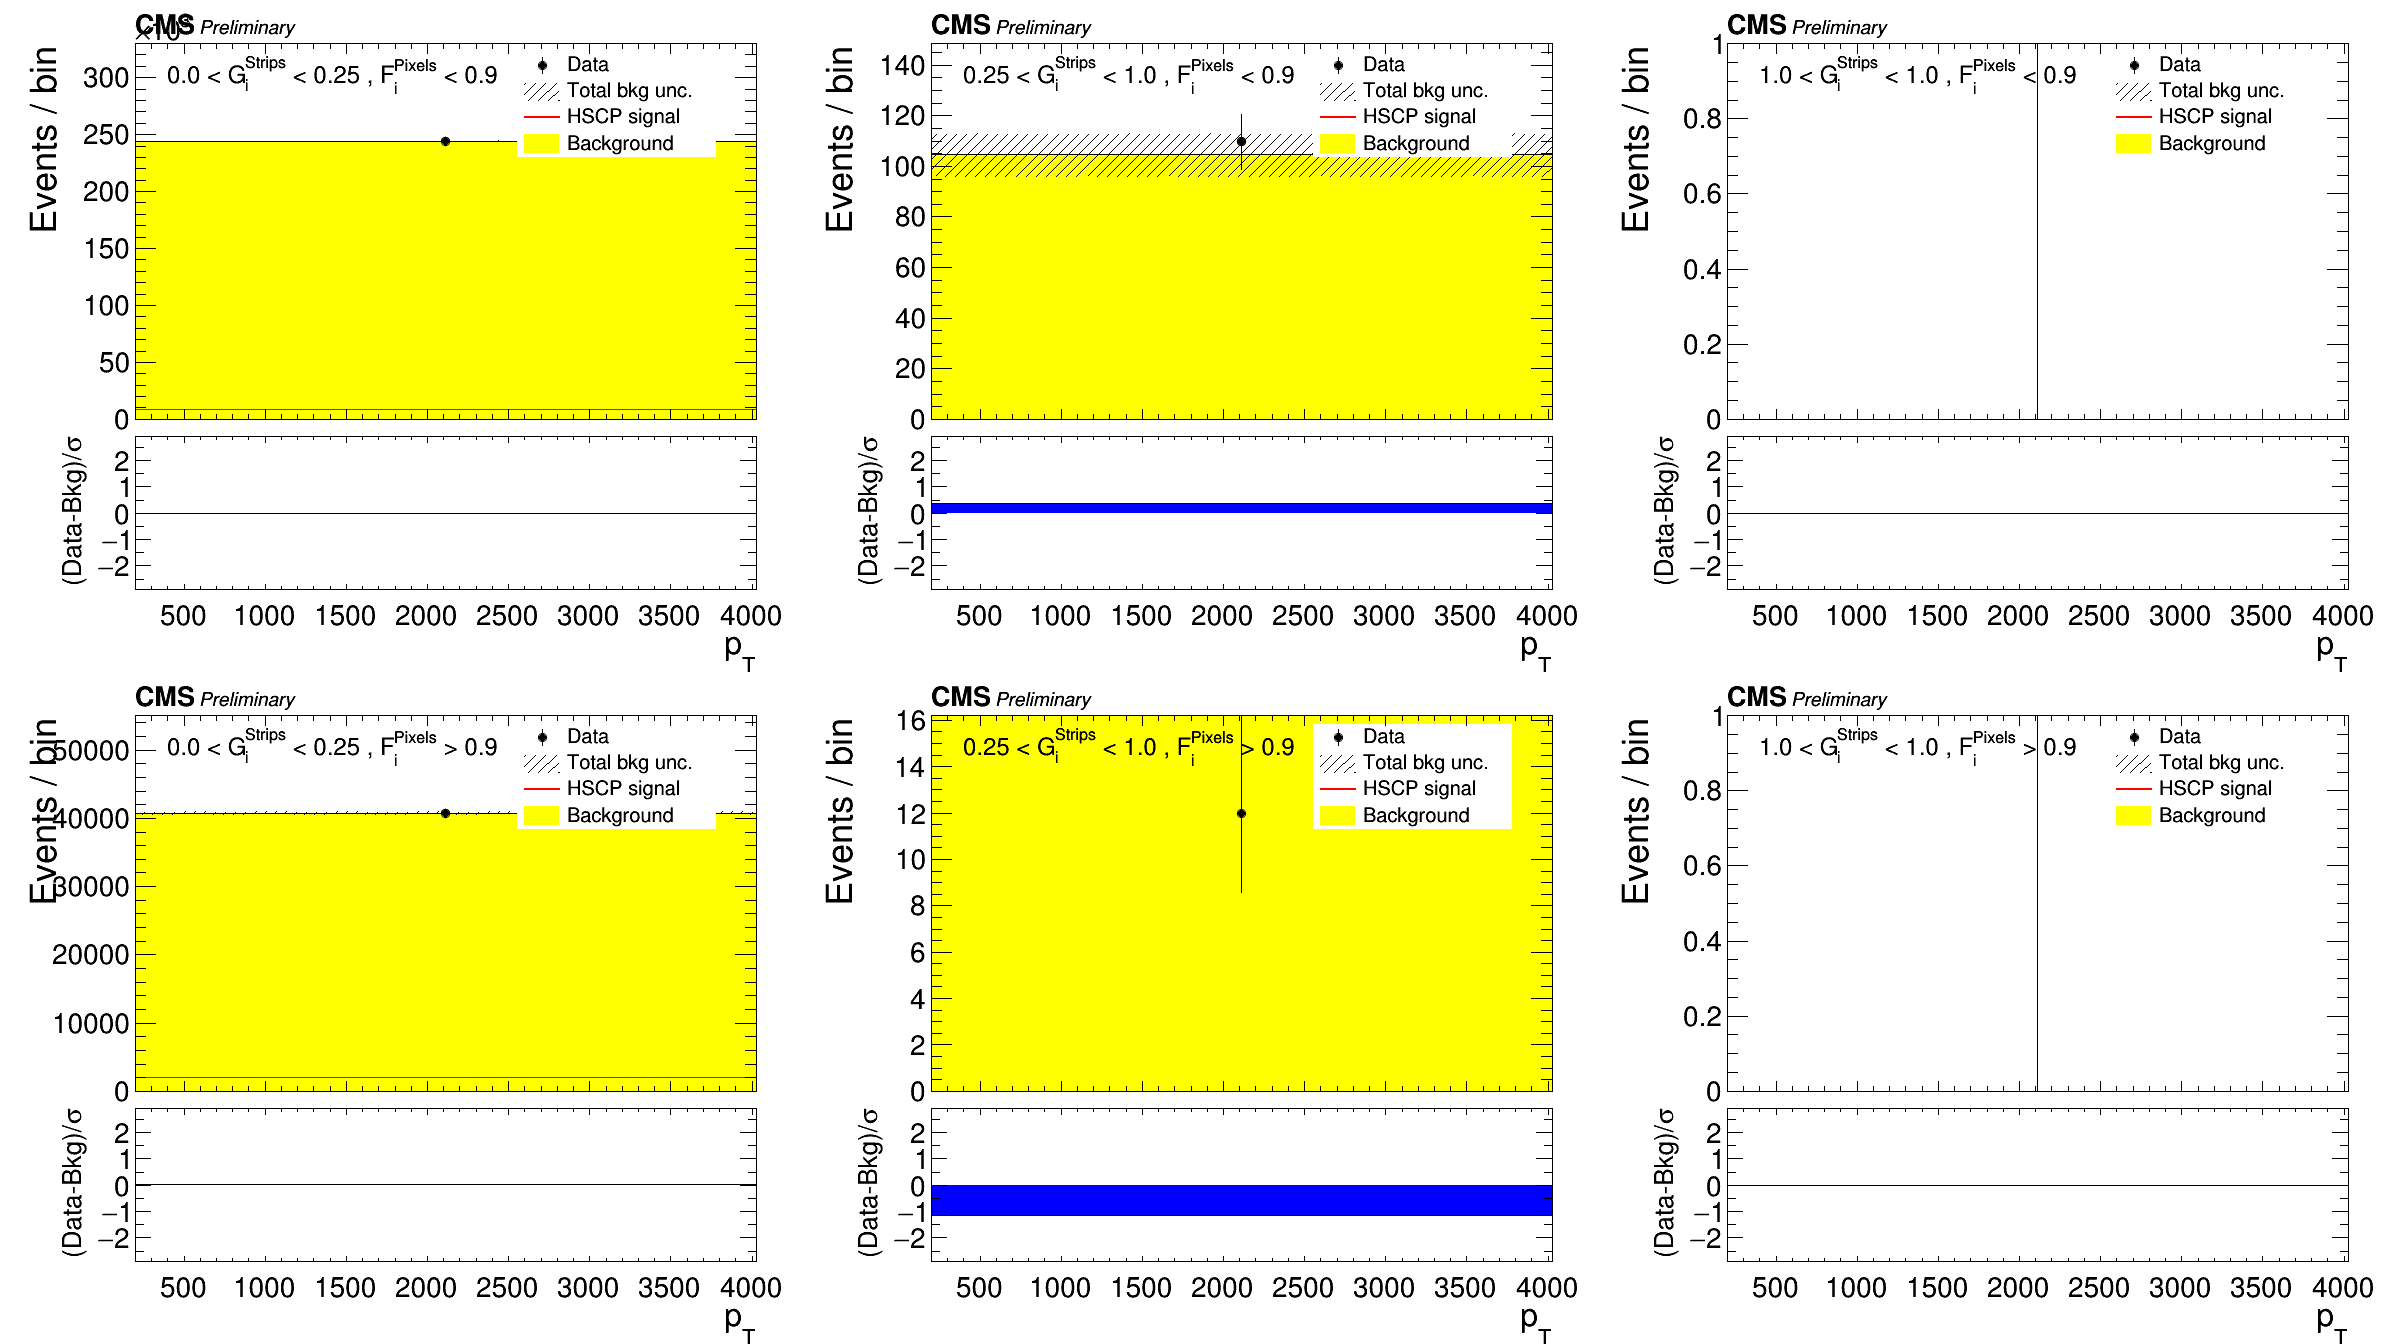 CMS Preliminary
×10
Events / bin
0.0 < G_i^Strips < 0.25 , F_i^Pixels < 0.9
Data
Total bkg unc.
HSCP signal
Background
300
250
200
150
100
50
0
(Data-Bkg)/σ
2
1
0
−1
−2
500 1000 1500 2000 2500 3000 3500 4000
p_T
CMS Preliminary
Events / bin
0.25 < G_i^Strips < 1.0 , F_i^Pixels < 0.9
Data
Total bkg unc.
HSCP signal
Background
140
120
100
80
60
40
20
0
(Data-Bkg)/σ
2
1
0
−1
−2
500 1000 1500 2000 2500 3000 3500 4000
p_T
CMS Preliminary
Events / bin
1.0 < G_i^Strips < 1.0 , F_i^Pixels < 0.9
Data
Total bkg unc.
HSCP signal
Background
1
0.8
0.6
0.4
0.2
0
(Data-Bkg)/σ
2
1
0
−1
−2
500 1000 1500 2000 2500 3000 3500 4000
p_T
CMS Preliminary
Events / bin
0.0 < G_i^Strips < 0.25 , F_i^Pixels > 0.9
Data
Total bkg unc.
HSCP signal
Background
50000
40000
30000
20000
10000
0
(Data-Bkg)/σ
2
1
0
−1
−2
500 1000 1500 2000 2500 3000 3500 4000
p_T
CMS Preliminary
Events / bin
0.25 < G_i^Strips < 1.0 , F_i^Pixels > 0.9
Data
Total bkg unc.
HSCP signal
Background
16
14
12
10
8
6
4
2
0
(Data-Bkg)/σ
2
1
0
−1
−2
500 1000 1500 2000 2500 3000 3500 4000
p_T
CMS Preliminary
Events / bin
1.0 < G_i^Strips < 1.0 , F_i^Pixels > 0.9
Data
Total bkg unc.
HSCP signal
Background
1
0.8
0.6
0.4
0.2
0
(Data-Bkg)/σ
2
1
0
−1
−2
500 1000 1500 2000 2500 3000 3500 4000
p_T